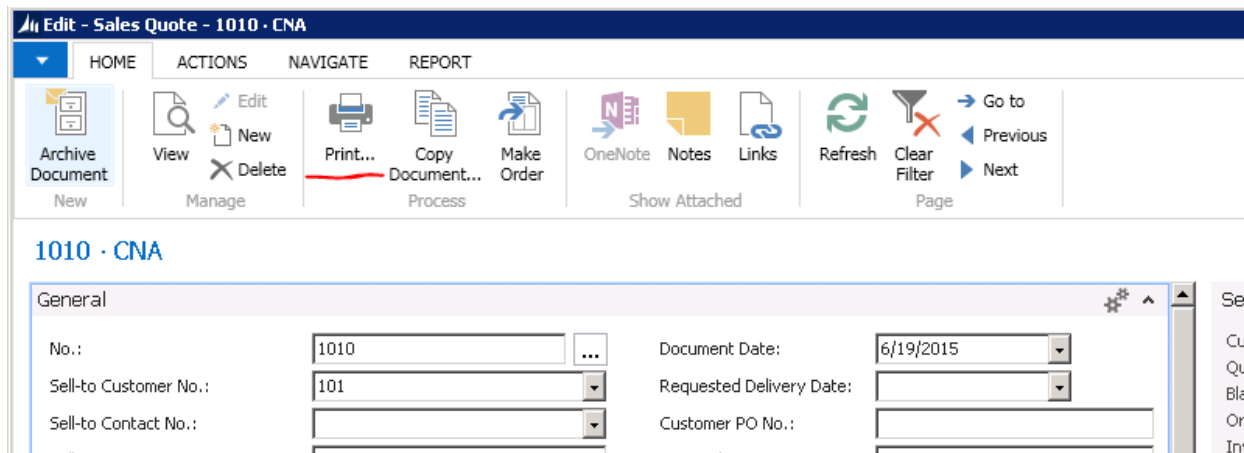 Edit - Sales Quote - 1010 · CNA
HOME ACTIONS NAVIGATE REPORT
Archive Document
View
Edit
New
Delete
Print...
Copy Document...
Make Order
OneNote
Notes
Links
Refresh
Clear Filter
Go to
Previous
Next
New Manage Process Show Attached Page
1010 · CNA
General
No.: 1010 ... Document Date: 6/19/2015
Sell-to Customer No.: 101 Requested Delivery Date:
Sell-to Contact No.: Customer PO No.: